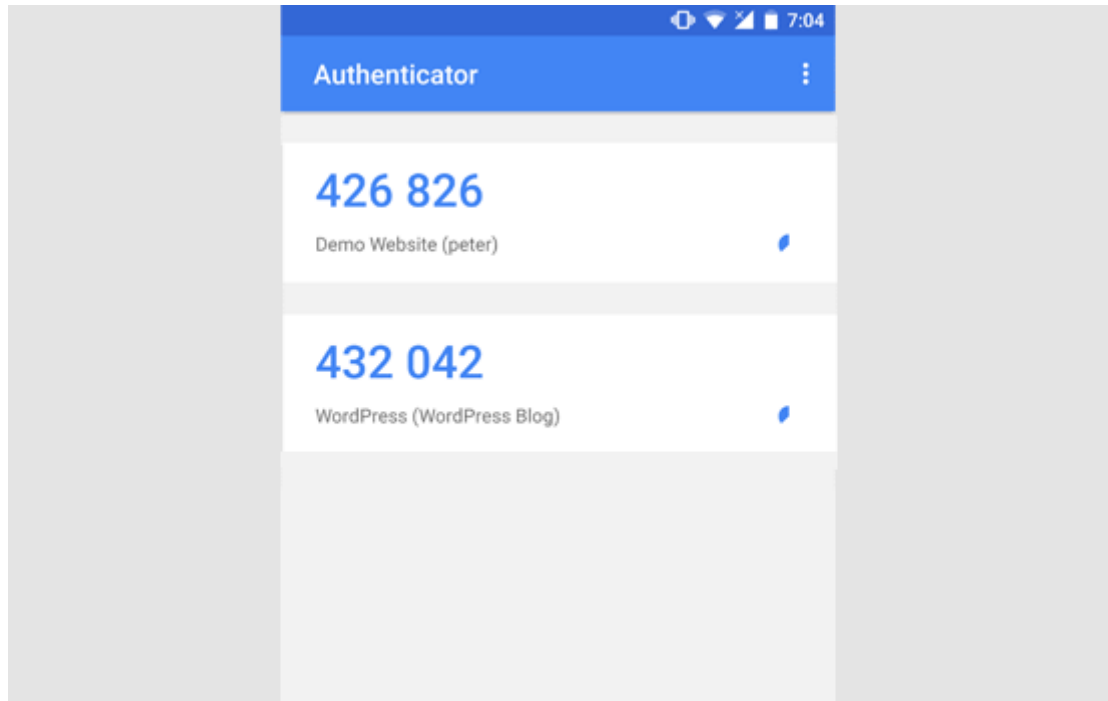 7:04
Authenticator
426 826
Demo Website (peter)
432 042
WordPress (WordPress Blog)